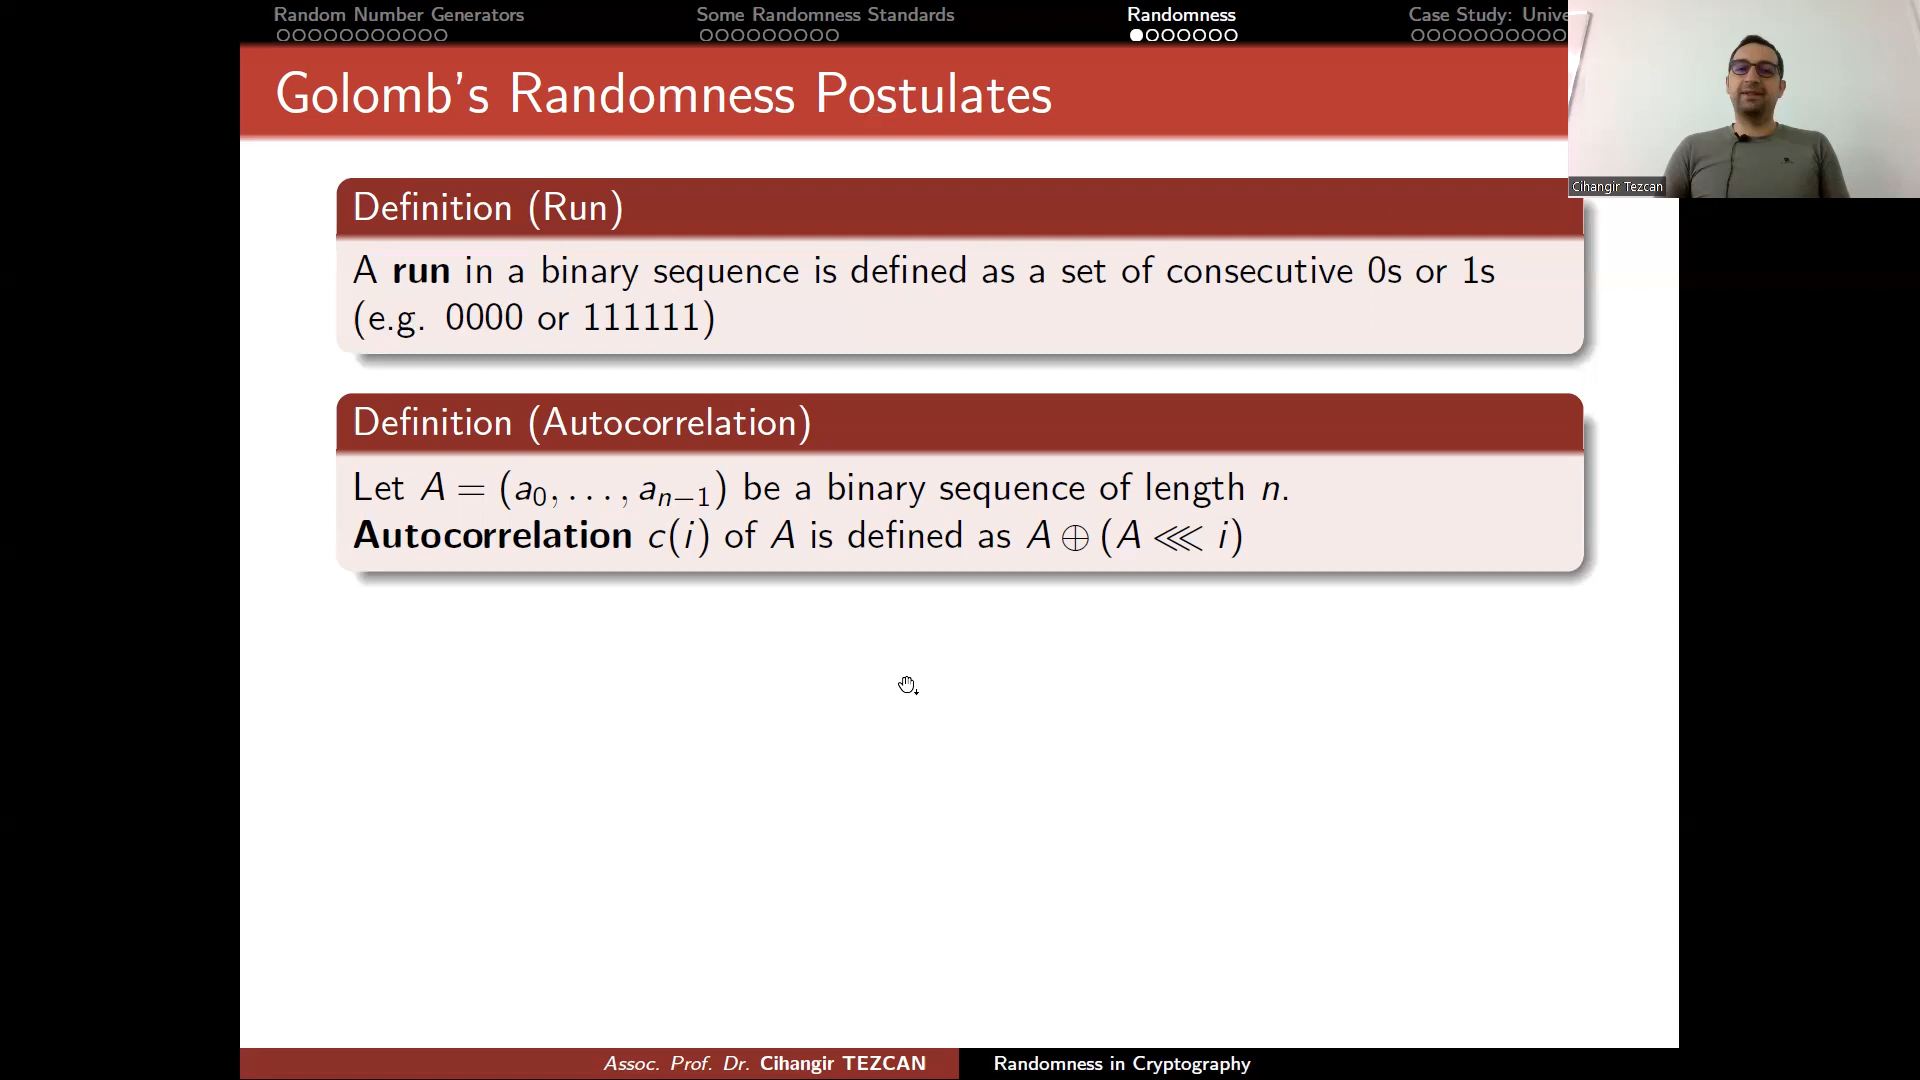 Random Number Generators
Some Randomness Standards
Randomness
Case Study: Unive
Golomb's Randomness Postulates
Cihangir Tezcan
Definition (Run)
A run in a binary sequence is defined as a set of consecutive 0s or 1s
(e.g. 0000 or 111111)
Definition (Autocorrelation)
Let A = (a₀, . . . , aₙ₋₁) be a binary sequence of length n.
Autocorrelation c(i) of A is defined as A ⊕ (A ⋘ i)
Assoc. Prof. Dr. Cihangir TEZCAN
Randomness in Cryptography